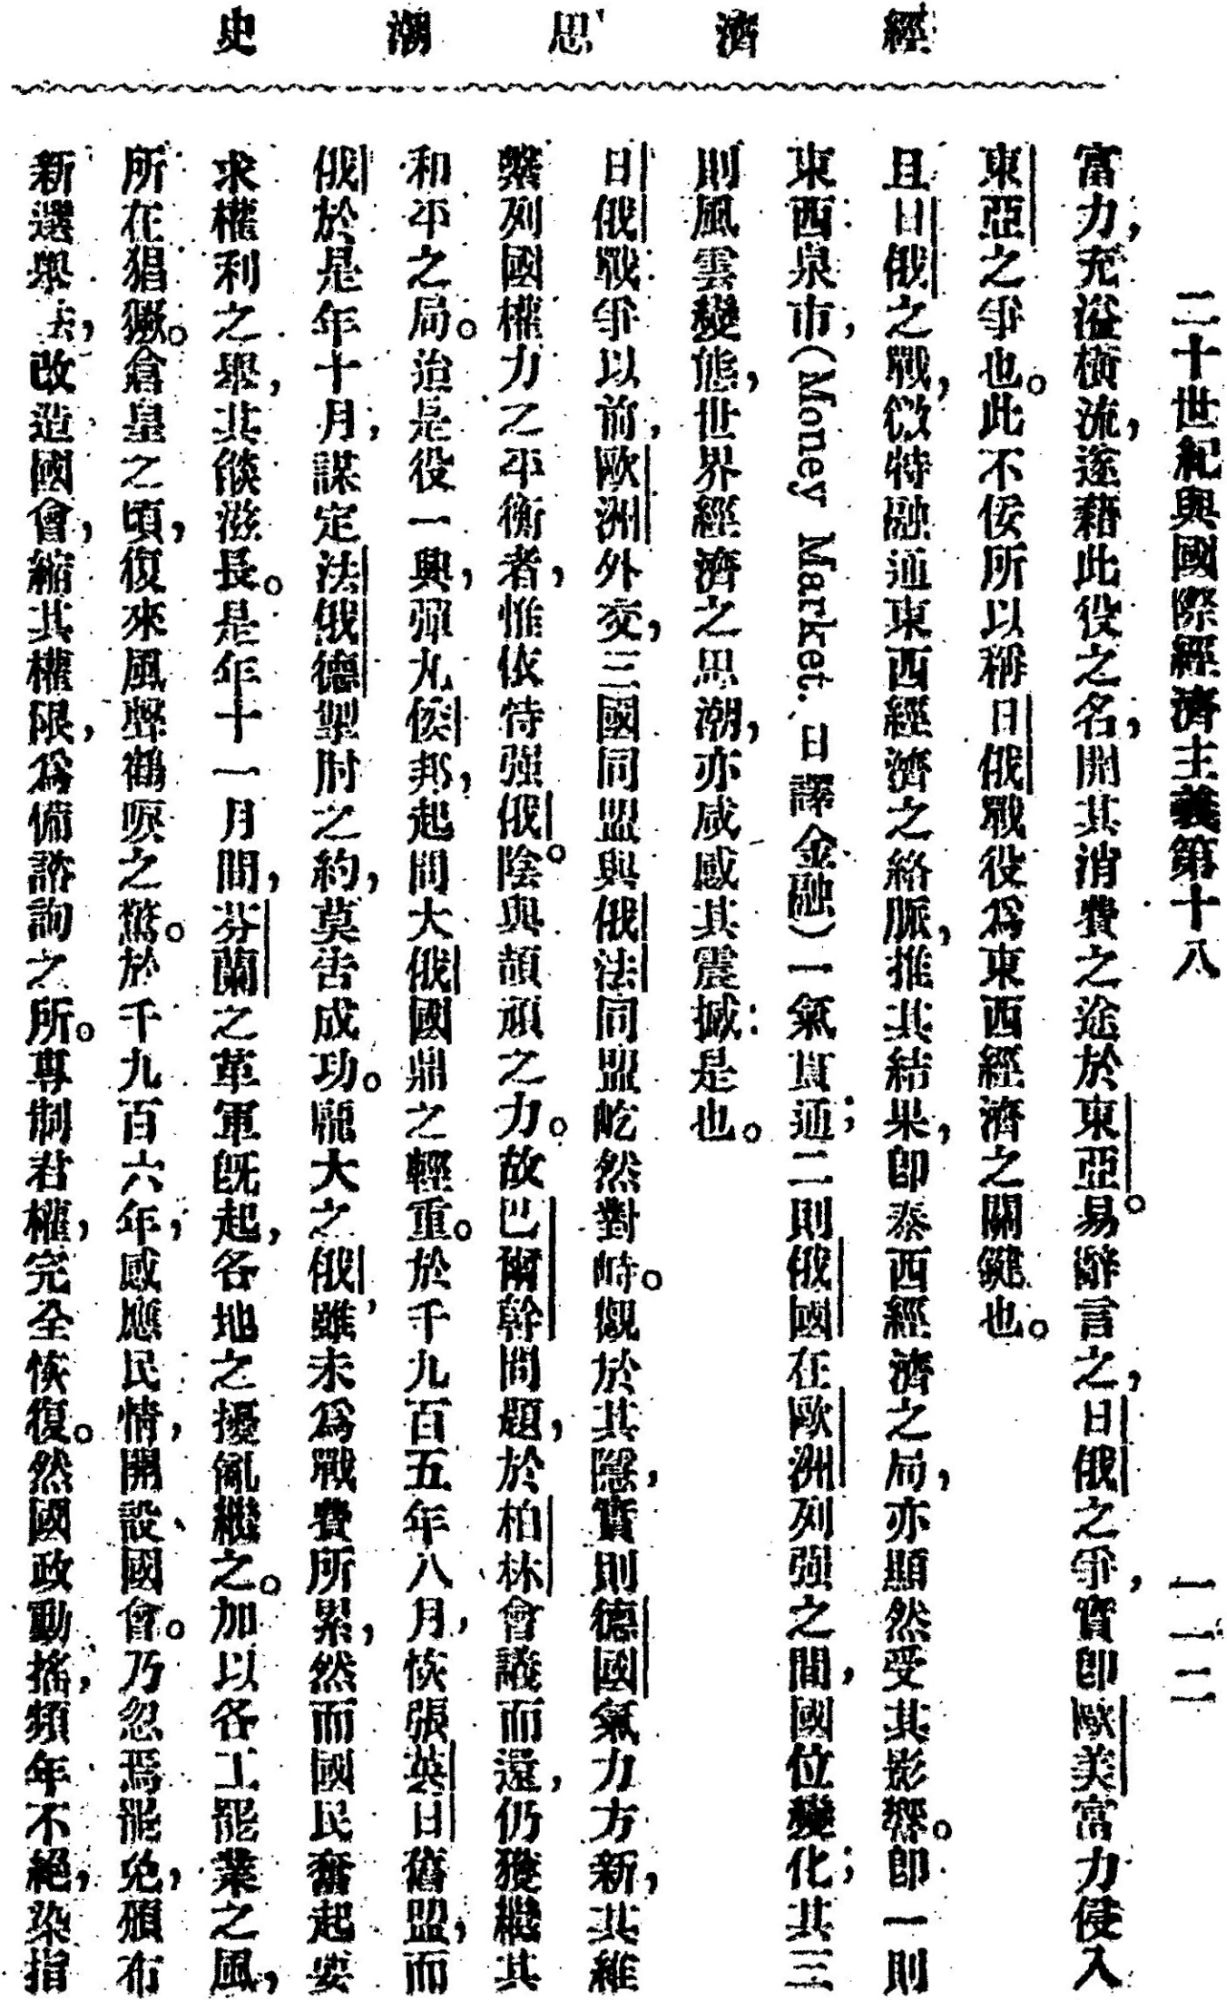 經濟思潮史
二十世紀與國際經濟主義第十八
一一二
富力，充溢橫流，遂藉此役之名，開其消費之途於東亞。易辭言之，日俄之爭，實即歐美富力侵入
東亞之爭也。此不佞所以稱日俄戰役爲東西經濟之關鍵也。
且日俄之戰，微特融通東西經濟之絡脈，推其結果，即泰西經濟之局，亦顯然受其影響。即一則
東西泉市，(Money Market.日譯金融)一氣貫通；二則俄國在歐洲列强之間，國位變化；其三
則風雲變態，世界經濟之思潮，亦咸感其震撼：是也。
日俄戰爭以前，歐洲外交，三國同盟與俄法同盟屹然對峙。觀於其隱，實則德國氣力方新，其維
繫列國權力之平衡者，惟依恃强俄。陰與頡頏之力。故巴爾幹問題，於柏林會議而還，仍獲繼其
和平之局。治是役一興，彈丸倭邦，起問大俄國鼎之輕重。於千九百五年八月，恢張英日舊盟，而
俄於是年十月，謀定法俄德掣肘之約，莫告成功。龐大之俄，雖未爲戰費所累，然而國民奮起要
求權利之舉，其燄滋長。是年十一月間，芬蘭之革軍旣起，各地之擾亂繼之。加以各工罷業之風，
所在猖獗。倉皇之頃，復來風聲鶴唳之驚。於千九百六年，感應民情，開設國會。乃忽焉罷免，頒布
新選舉法，改造國會，縮其權限，爲備諮詢之所。專制君權，完全恢復。然國政動搖，頻年不絕，染指